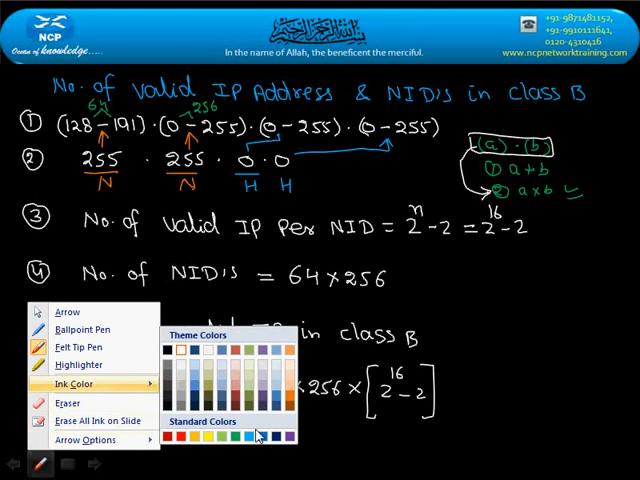 NCP
Ocean of knowledge...
بسم الله الرحمن الرحيم
In the name of Allah, the beneficent the merciful.
+91-9871481152,
+91-9910111641,
0120-4310416
www.ncpnetworktraining.com
No. of valid IP Address & NID's in class B
64 256
① (128-191) . (0-255) . (0-255) . (0-255)
② 255 . 255 . 0 . 0
N N H H
(a) . (b)
① a+b
② a×b
③ No. of valid IP Per NID = 2^n-2 = 2^16-2
④ No. of NID's = 64×256
in class B
× 256 × [2^16-2]
Arrow
Ballpoint Pen
Felt Tip Pen
Highlighter
Ink Color
Eraser
Erase All Ink on Slide
Arrow Options
Theme Colors
Standard Colors